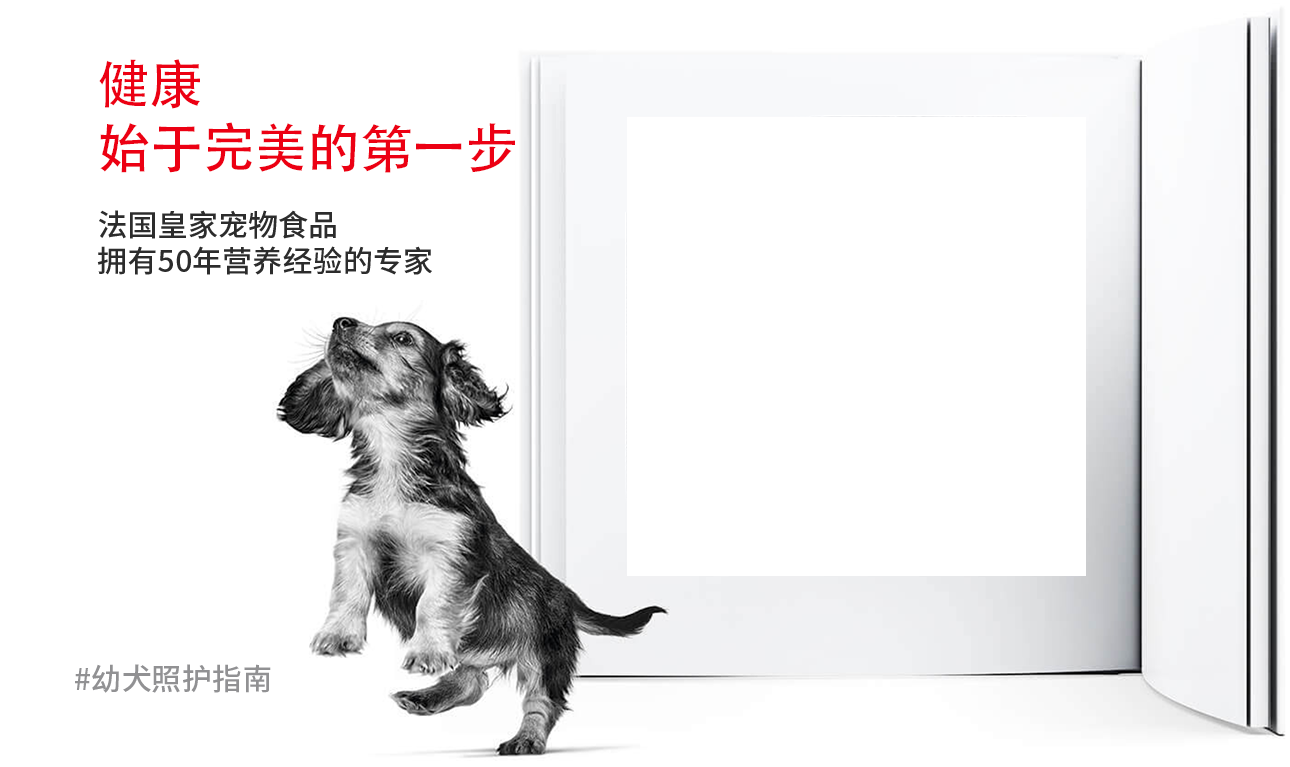 健康
始于完美的第一步
法国皇家宠物食品
拥有50年营养经验的专家
#幼犬照护指南